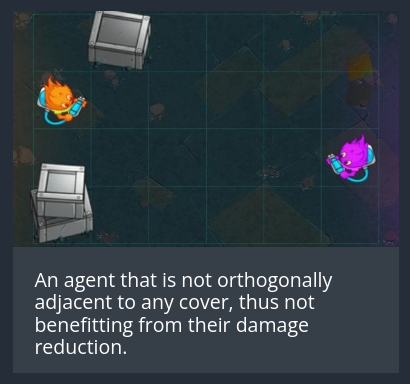 An agent that is not orthogonally
adjacent to any cover, thus not
benefitting from their damage
reduction.